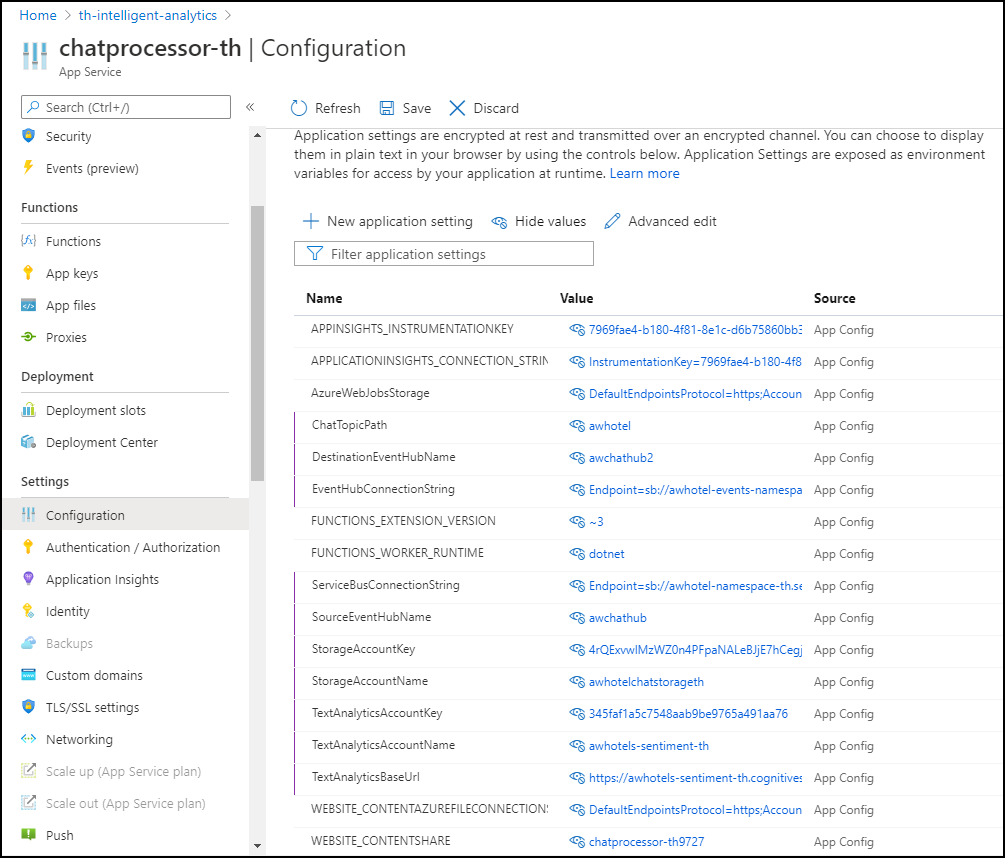 Home > th-intelligent-analytics >
chatprocessor-th | Configuration
App Service
Search (Ctrl+/)
«
Security
Events (preview)
Functions
Functions
App keys
App files
Proxies
Deployment
Deployment slots
Deployment Center
Settings
Configuration
Authentication / Authorization
Application Insights
Identity
Backups
Custom domains
TLS/SSL settings
Networking
Scale up (App Service plan)
Scale out (App Service plan)
Push
Refresh Save Discard
Application settings are encrypted at rest and transmitted over an encrypted channel. You can choose to display
them in plain text in your browser by using the controls below. Application Settings are exposed as environment
variables for access by your application at runtime. Learn more
New application setting Hide values Advanced edit
Filter application settings
Name Value Source
APPINSIGHTS_INSTRUMENTATIONKEY 7969fae4-b180-4f81-8e1c-d6b75860bb3 App Config
APPLICATIONINSIGHTS_CONNECTION_STRIN InstrumentationKey=7969fae4-b180-4f8 App Config
AzureWebJobsStorage DefaultEndpointsProtocol=https;Accoun App Config
ChatTopicPath awhotel App Config
DestinationEventHubName awchathub2 App Config
EventHubConnectionString Endpoint=sb://awhotel-events-namespa App Config
FUNCTIONS_EXTENSION_VERSION ~3 App Config
FUNCTIONS_WORKER_RUNTIME dotnet App Config
ServiceBusConnectionString Endpoint=sb://awhotel-namespace-th.se App Config
SourceEventHubName awchathub App Config
StorageAccountKey 4rQExvwlMzWZ0n4PFpaNALeBJjE7hCegj App Config
StorageAccountName awhotelchatstorageth App Config
TextAnalyticsAccountKey 345faf1a5c7548aab9be9765a491aa76 App Config
TextAnalyticsAccountName awhotels-sentiment-th App Config
TextAnalyticsBaseUrl https://awhotels-sentiment-th.cognitives App Config
WEBSITE_CONTENTAZUREFILECONNECTIONS DefaultEndpointsProtocol=https;Accoun App Config
WEBSITE_CONTENTSHARE chatprocessor-th9727 App Config